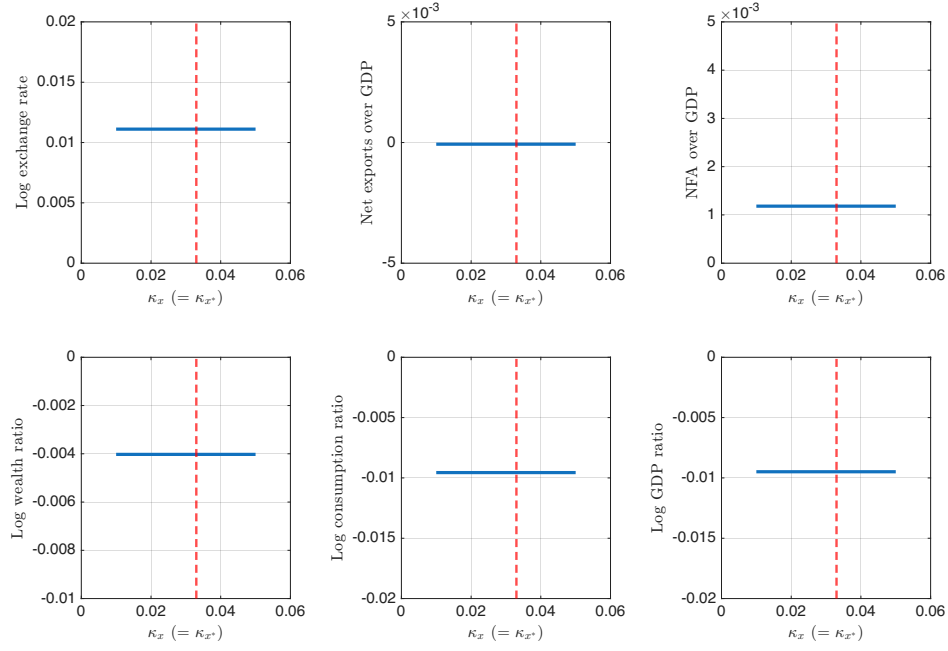 Log exchange rate
0.02
0.015
0.01
0.005
0
0 0.02 0.04 0.06
κx (= κx*)
Net exports over GDP
5 ×10-3
0
-5
0 0.02 0.04 0.06
κx (= κx*)
NFA over GDP
5 ×10-3
4
3
2
1
0
0 0.02 0.04 0.06
κx (= κx*)
Log wealth ratio
0
-0.002
-0.004
-0.006
-0.008
-0.01
0 0.02 0.04 0.06
κx (= κx*)
Log consumption ratio
0
-0.005
-0.01
-0.015
-0.02
0 0.02 0.04 0.06
κx (= κx*)
Log GDP ratio
0
-0.005
-0.01
-0.015
-0.02
0 0.02 0.04 0.06
κx (= κx*)